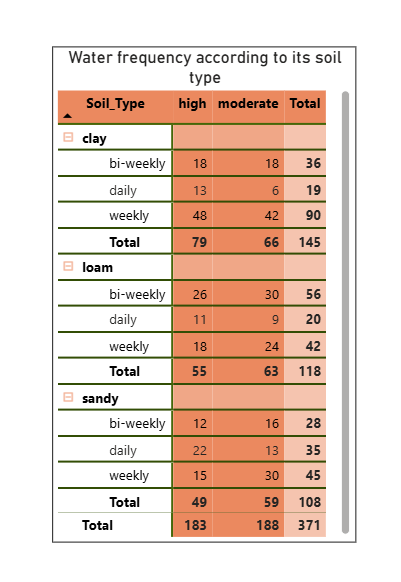 Water frequency according to its soil
type
Soil_Type high moderate Total
clay
bi-weekly 18 18 36
daily 13 6 19
weekly 48 42 90
Total 79 66 145
loam
bi-weekly 26 30 56
daily 11 9 20
weekly 18 24 42
Total 55 63 118
sandy
bi-weekly 12 16 28
daily 22 13 35
weekly 15 30 45
Total 49 59 108
Total 183 188 371